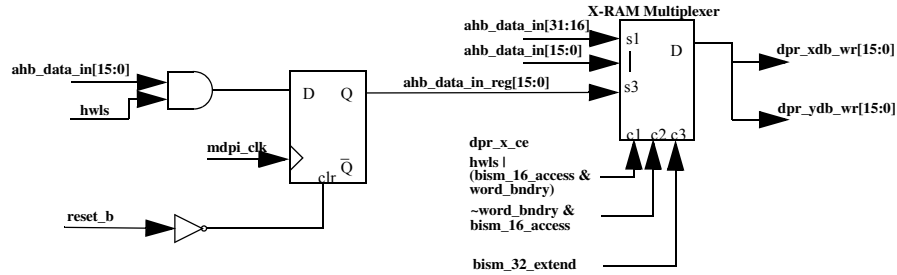 X-RAM Multiplexer
ahb_data_in[31:16]
s1
ahb_data_in[15:0]
D
dpr_xdb_wr[15:0]
ahb_data_in[15:0]
ahb_data_in_reg[15:0]
s3
D
Q
hwls
dpr_ydb_wr[15:0]
c1 c2 c3
mdpi_clk
dpr_x_ce
hwls |
Q
(bism_16_access &
clr
word_bndry)
reset_b
~word_bndry &
bism_16_access
bism_32_extend